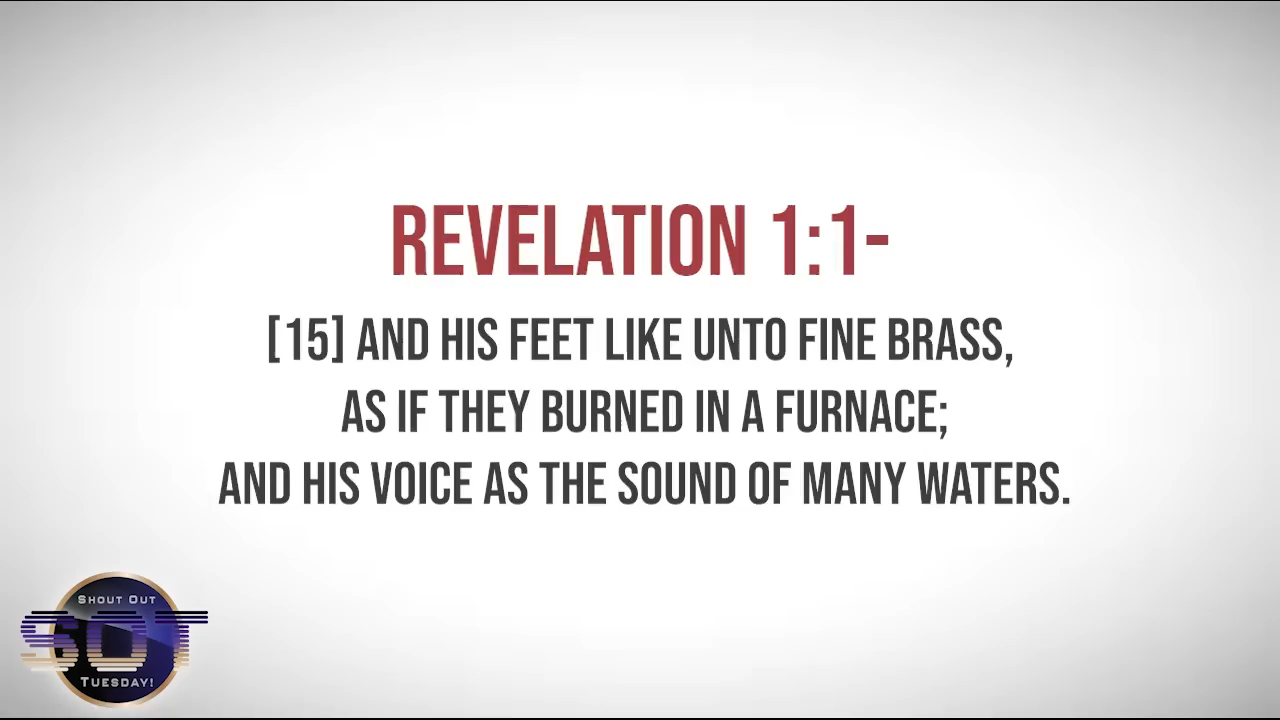 REVELATION 1:1-
[15] AND HIS FEET LIKE UNTO FINE BRASS,
AS IF THEY BURNED IN A FURNACE;
AND HIS VOICE AS THE SOUND OF MANY WATERS.
SHOUT OUT
SOT
TUESDAY!